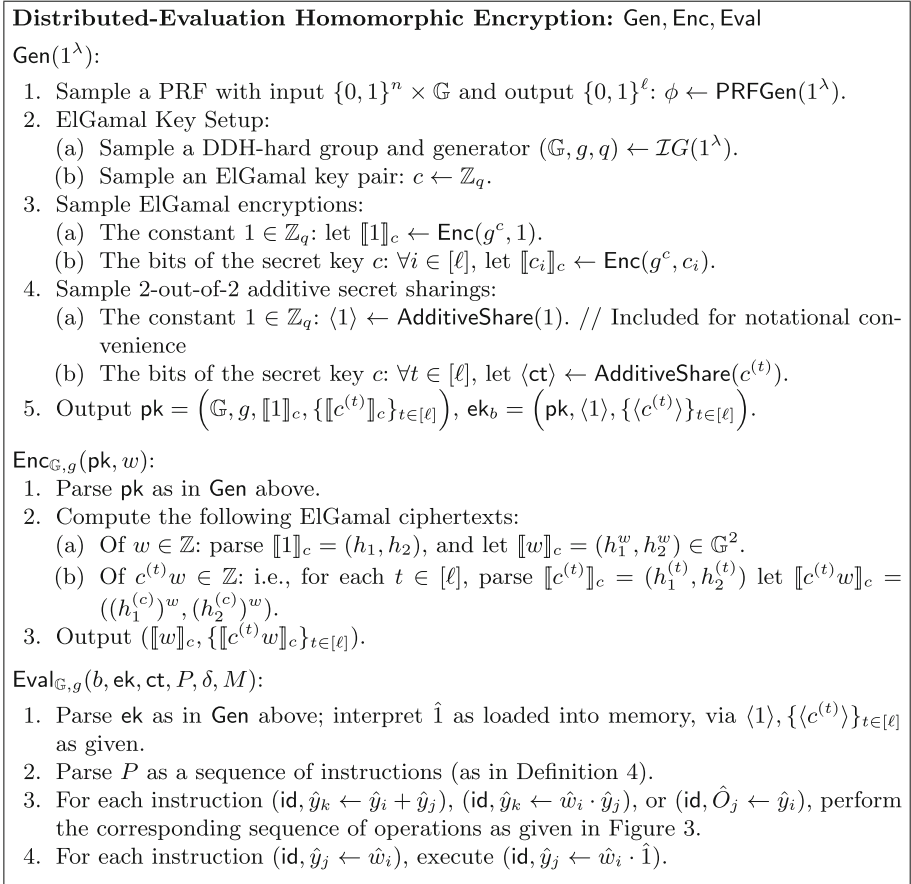 Distributed-Evaluation Homomorphic Encryption: Gen, Enc, Eval
Gen(1^λ):
1. Sample a PRF with input {0, 1}^n × 𝔾 and output {0, 1}^ℓ: ϕ ← PRFGen(1^λ).
2. ElGamal Key Setup:
(a) Sample a DDH-hard group and generator (𝔾, g, q) ← IG(1^λ).
(b) Sample an ElGamal key pair: c ← ℤ_q.
3. Sample ElGamal encryptions:
(a) The constant 1 ∈ ℤ_q: let ⟦1⟧_c ← Enc(g^c, 1).
(b) The bits of the secret key c: ∀i ∈ [ℓ], let ⟦c_i⟧_c ← Enc(g^c, c_i).
4. Sample 2-out-of-2 additive secret sharings:
(a) The constant 1 ∈ ℤ_q: ⟨1⟩ ← AdditiveShare(1). // Included for notational con-
venience
(b) The bits of the secret key c: ∀t ∈ [ℓ], let ⟨ct⟩ ← AdditiveShare(c^(t)).
5. Output pk = (𝔾, g, ⟦1⟧_c, {⟦c^(t)⟧_c}_{t∈[ℓ]}), ek_b = (pk, ⟨1⟩, {⟨c^(t)⟩}_{t∈[ℓ]}).
Enc_{𝔾,g}(pk, w):
1. Parse pk as in Gen above.
2. Compute the following ElGamal ciphertexts:
(a) Of w ∈ ℤ: parse ⟦1⟧_c = (h_1, h_2), and let ⟦w⟧_c = (h_1^w, h_2^w) ∈ 𝔾^2.
(b) Of c^(t)w ∈ ℤ: i.e., for each t ∈ [ℓ], parse ⟦c^(t)⟧_c = (h_1^(t), h_2^(t)) let ⟦c^(t)w⟧_c =
((h_1^(c))^w, (h_2^(c))^w).
3. Output (⟦w⟧_c, {⟦c^(t)w⟧_c}_{t∈[ℓ]}).
Eval_{𝔾,g}(b, ek, ct, P, δ, M):
1. Parse ek as in Gen above; interpret 1̂ as loaded into memory, via ⟨1⟩, {⟨c^(t)⟩}_{t∈[ℓ]}
as given.
2. Parse P as a sequence of instructions (as in Definition 4).
3. For each instruction (id, ŷ_k ← ŷ_i + ŷ_j), (id, ŷ_k ← ŵ_i · ŷ_j), or (id, Ô_j ← ŷ_i), perform
the corresponding sequence of operations as given in Figure 3.
4. For each instruction (id, ŷ_j ← ŵ_i), execute (id, ŷ_j ← ŵ_i · 1̂).